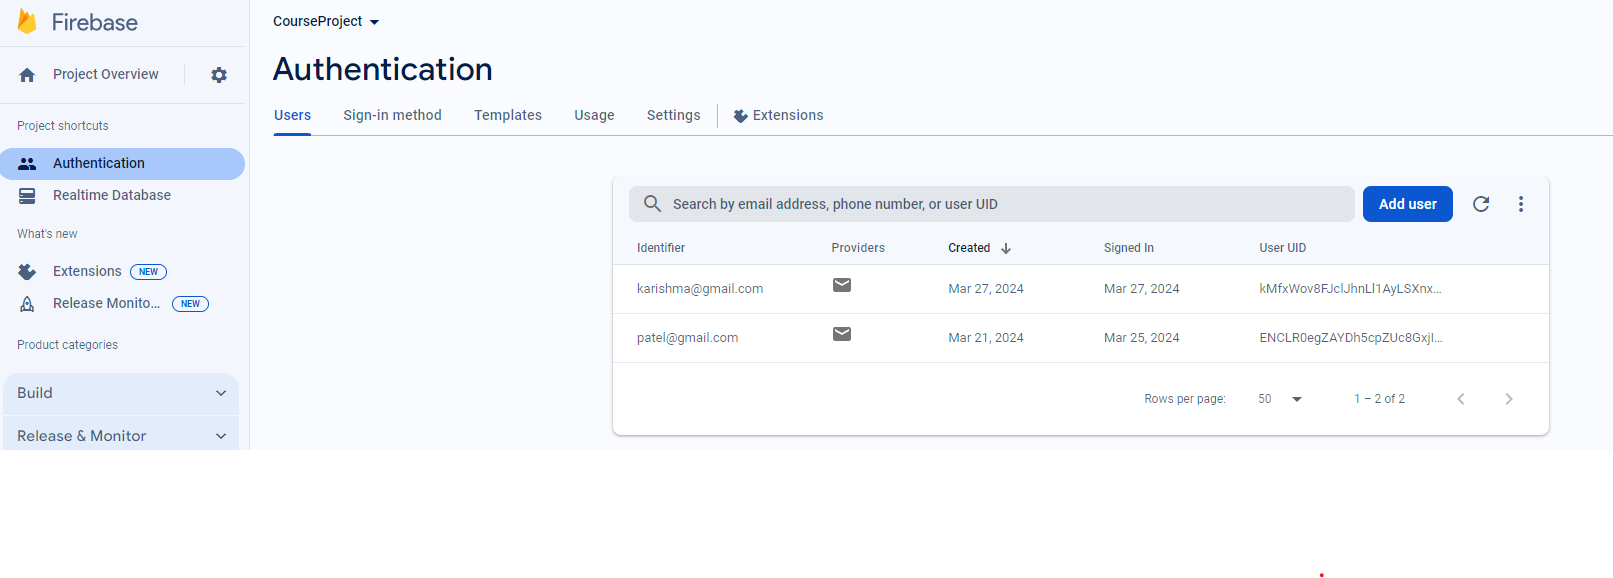 Firebase
Project Overview
Project shortcuts
Authentication
Realtime Database
What's new
Extensions NEW
Release Monito... NEW
Product categories
Build
Release & Monitor
CourseProject
Authentication
Users Sign-in method Templates Usage Settings Extensions
Search by email address, phone number, or user UID Add user
Identifier Providers Created Signed In User UID
karishma@gmail.com Mar 27, 2024 Mar 27, 2024 kMfxWov8FJclJhnLl1AyLSXnx...
patel@gmail.com Mar 21, 2024 Mar 25, 2024 ENCLR0egZAYDh5cpZUc8GxjI...
Rows per page: 50 1 – 2 of 2